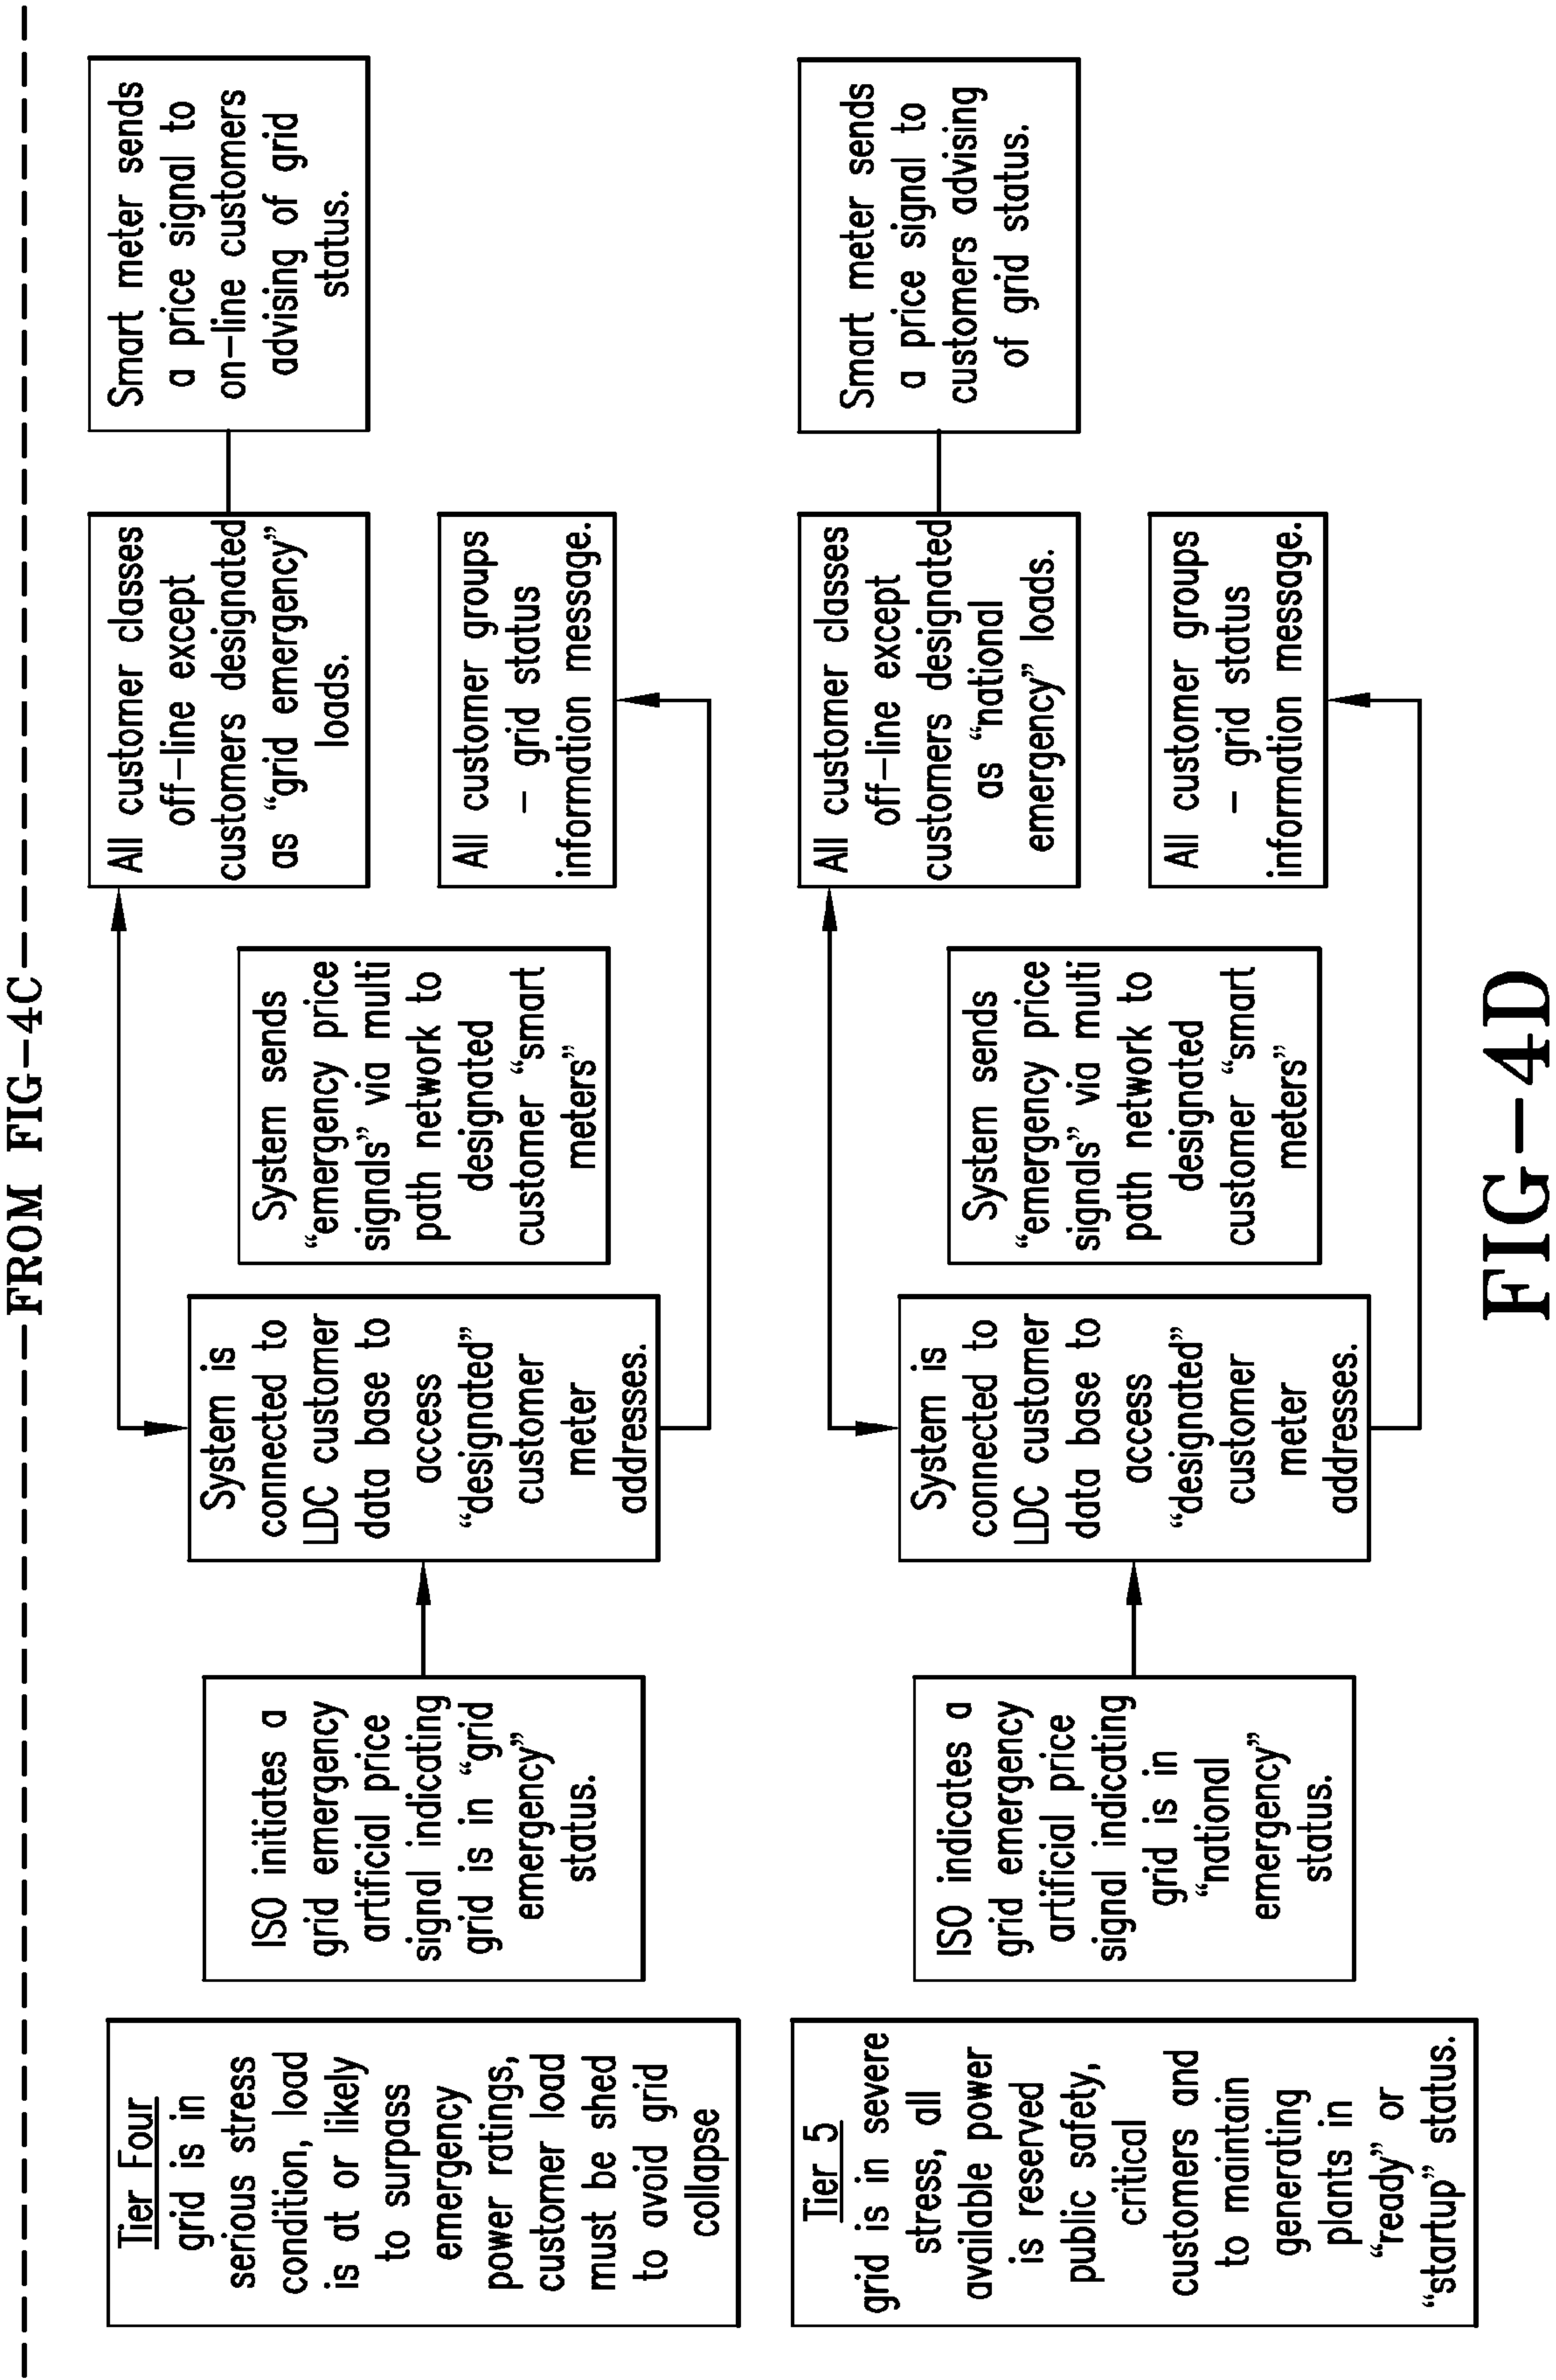 FROM FIG-4C
Tier Four
grid is in
serious stress
condition, load
is at or likely
to surpass
emergency
power ratings,
customer load
must be shed
to avoid grid
collapse
ISO initiates a
grid emergency
artificial price
signal indicating
grid is in “grid
emergency”
status.
System is
connected to
LDC customer
data base to
access
“designated”
customer
meter
addresses.
System sends
“emergency price
signals” via multi
path network to
designated
customer “smart
meters”
All customer classes
off-line except
customers designated
as “grid emergency”
loads.
All customer groups
- grid status
information message.
Smart meter sends
a price signal to
on-line customers
advising of grid
status.
Tier 5
grid is in severe
stress, all
available power
is reserved
public safety,
critical
customers and
to maintain
generating
plants in
“ready” or
“startup” status.
ISO indicates a
grid emergency
artificial price
signal indicating
grid is in
“national
emergency”
status.
System is
connected to
LDC customer
data base to
access
“designated”
customer
meter
addresses.
System sends
“emergency price
signals” via multi
path network to
designated
customer “smart
meters”
All customer classes
off-line except
customers designated
as “national
emergency” loads.
All customer groups
- grid status
information message.
Smart meter sends
a price signal to
customers advising
of grid status.
FIG-4D